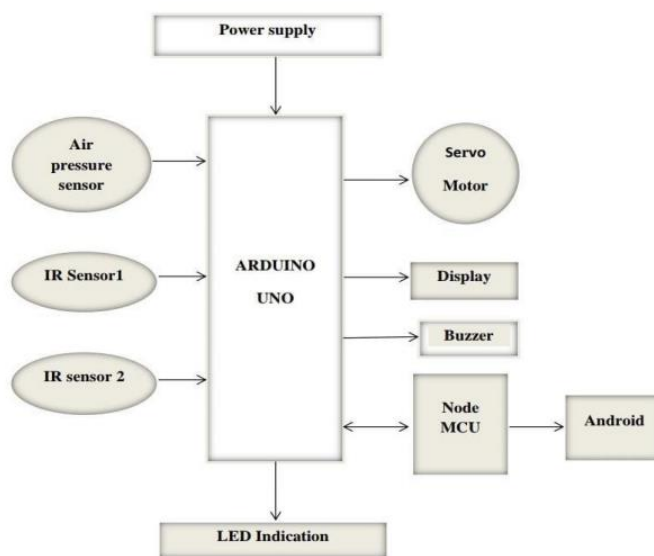 Power supply
Air
pressure
sensor
Servo
Motor
IR Sensor1
ARDUINO
UNO
Display
Buzzer
IR sensor 2
Node
MCU
Android
LED Indication